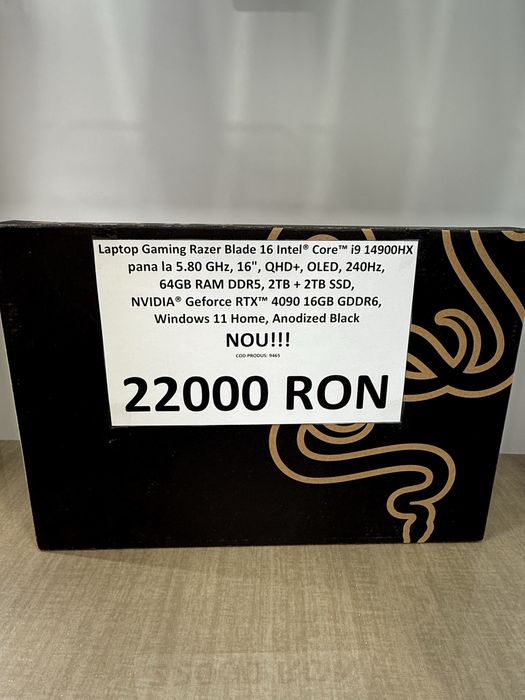 Laptop Gaming Razer Blade 16 Intel® Core™ i9 14900HX
pana la 5.80 GHz, 16", QHD+, OLED, 240Hz,
64GB RAM DDR5, 2TB + 2TB SSD,
NVIDIA® Geforce RTX™ 4090 16GB GDDR6,
Windows 11 Home, Anodized Black
NOU!!!
COD PRODUS: 9465
22000 RON